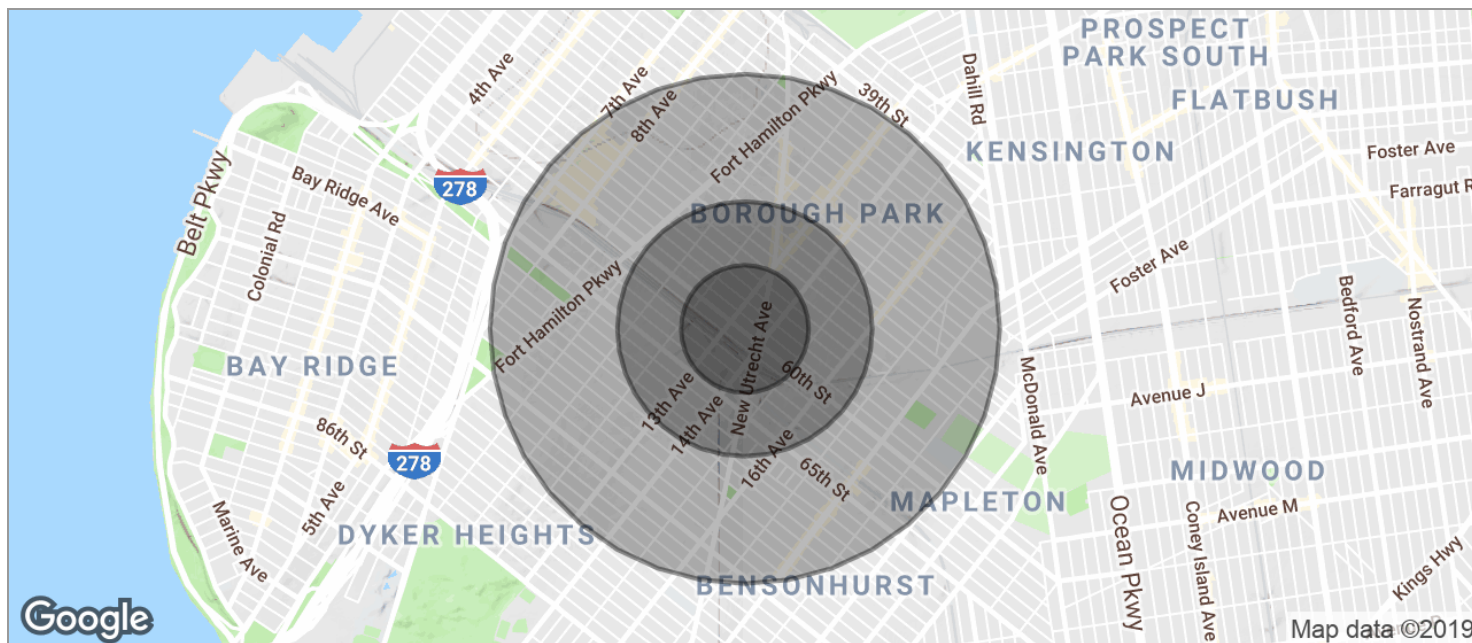 PROSPECT
PARK SOUTH
FLATBUSH
4th Ave
7th Ave
8th Ave
39th St
Dahill Rd
Fort Hamilton Pkwy
KENSINGTON
Foster Ave
Farragut R
278
Bay Ridge Ave
Belt Pkwy
Colonial Rd
BOROUGH PARK
Foster Ave
Bedford Ave
Nostrand Ave
Fort Hamilton Pkwy
New Utrecht Ave
60th St
BAY RIDGE
13th Ave
14th Ave
16th Ave
65th St
McDonald Ave
Avenue J
86th St
278
5th Ave
Marine Ave
DYKER HEIGHTS
MAPLETON
MIDWOOD
Ocean Pkwy
Coney Island Ave
Avenue M
Kings Hwy
BENSONHURST
Google
Map data ©2019